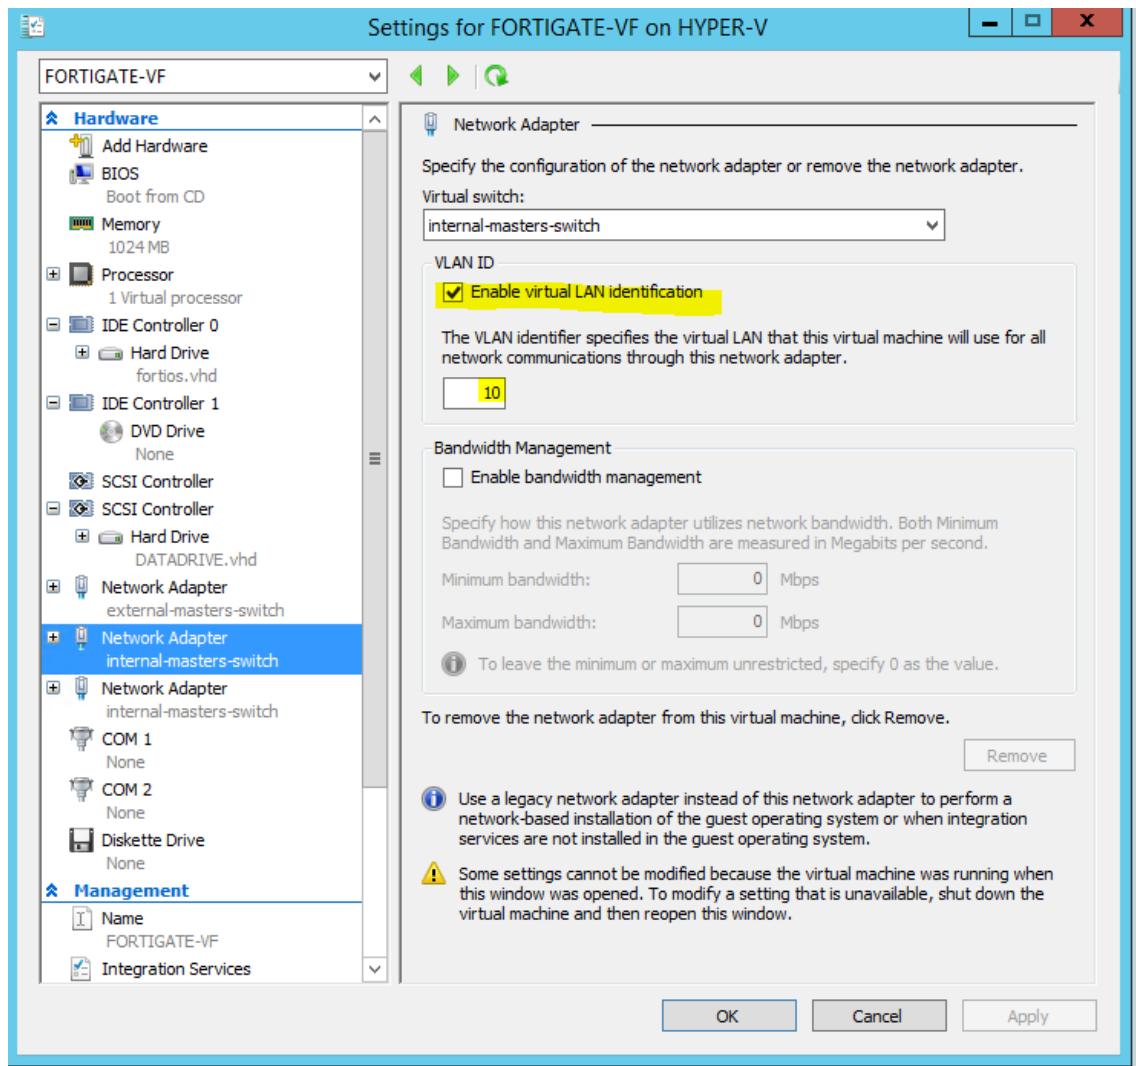 Settings for FORTIGATE-VF on HYPER-V
FORTIGATE-VF
Hardware
Add Hardware
BIOS
Boot from CD
Memory
1024 MB
Processor
1 Virtual processor
IDE Controller 0
Hard Drive
fortios.vhd
IDE Controller 1
DVD Drive
None
SCSI Controller
SCSI Controller
Hard Drive
DATADRIVE.vhd
Network Adapter
external-masters-switch
Network Adapter
internal-masters-switch
Network Adapter
internal-masters-switch
COM 1
None
COM 2
None
Diskette Drive
None
Management
Name
FORTIGATE-VF
Integration Services
Network Adapter
Specify the configuration of the network adapter or remove the network adapter.
Virtual switch:
internal-masters-switch
VLAN ID
Enable virtual LAN identification
The VLAN identifier specifies the virtual LAN that this virtual machine will use for all
network communications through this network adapter.
10
Bandwidth Management
Enable bandwidth management
Specify how this network adapter utilizes network bandwidth. Both Minimum
Bandwidth and Maximum Bandwidth are measured in Megabits per second.
Minimum bandwidth: 0 Mbps
Maximum bandwidth: 0 Mbps
To leave the minimum or maximum unrestricted, specify 0 as the value.
To remove the network adapter from this virtual machine, click Remove.
Remove
Use a legacy network adapter instead of this network adapter to perform a
network-based installation of the guest operating system or when integration
services are not installed in the guest operating system.
Some settings cannot be modified because the virtual machine was running when
this window was opened. To modify a setting that is unavailable, shut down the
virtual machine and then reopen this window.
OK Cancel Apply